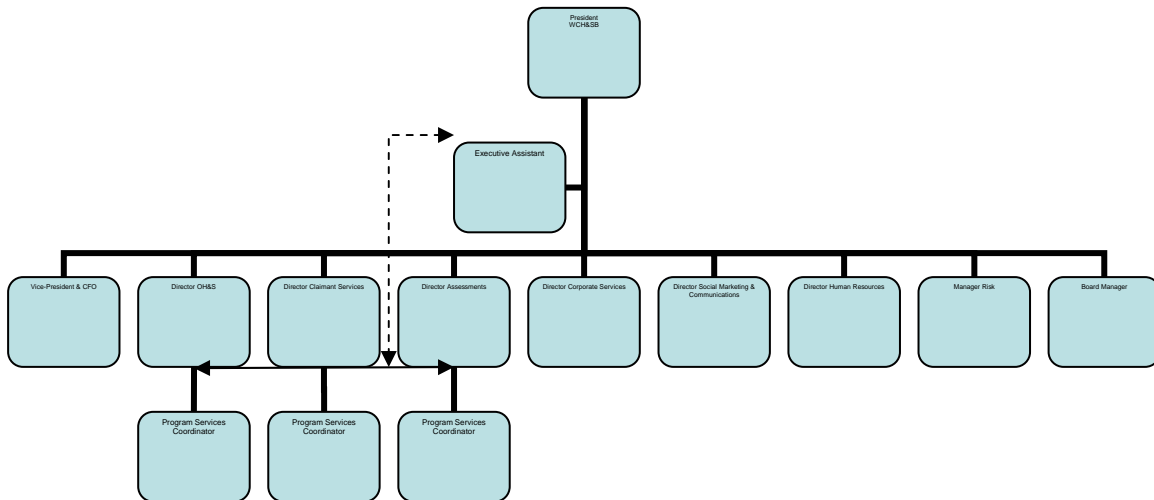 President
WCH&SB
Executive Assistant
Vice-President & CFO
Director OH&S
Director Claimant Services
Director Assessments
Director Corporate Services
Director Social Marketing &
Communications
Director Human Resources
Manager Risk
Board Manager
Program Services
Coordinator
Program Services
Coordinator
Program Services
Coordinator